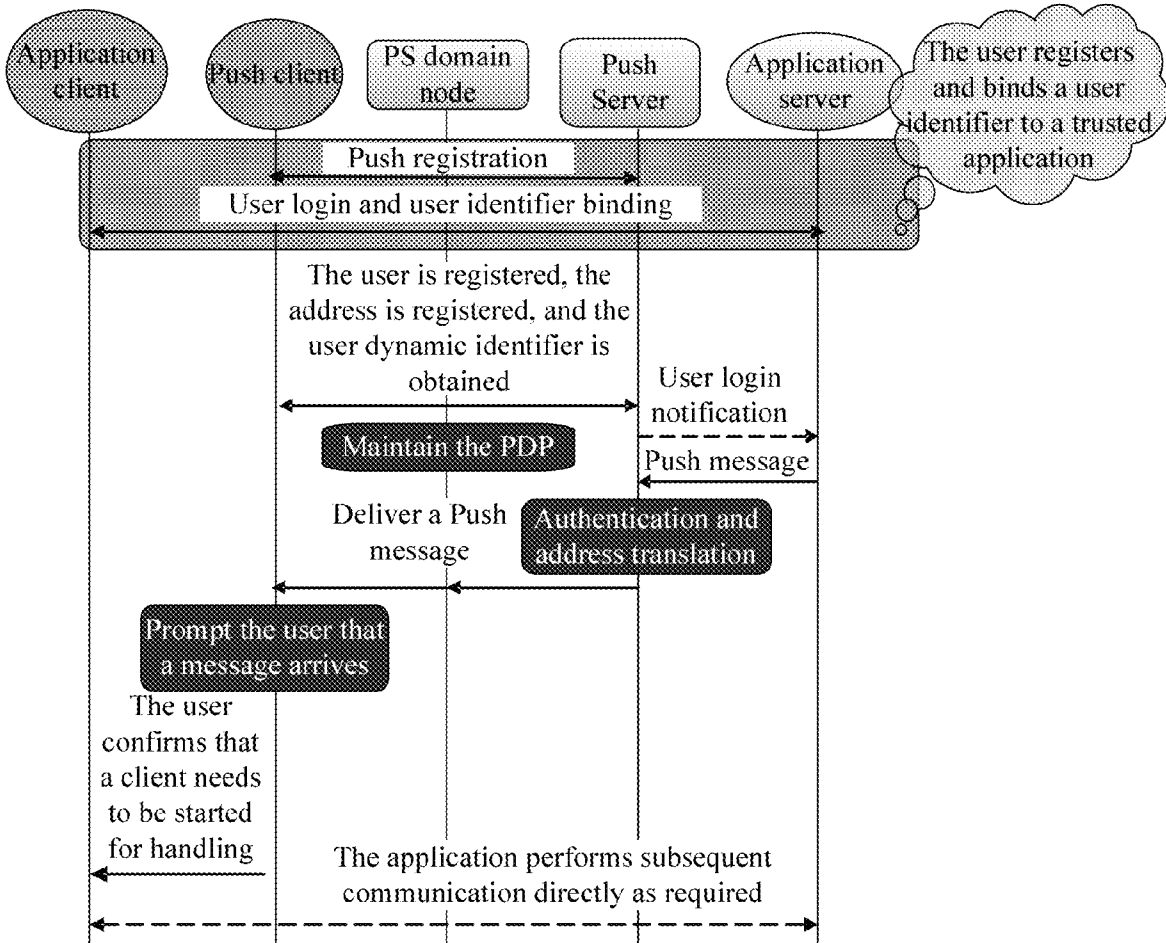 Application
client
Push client
PS domain
node
Push
Server
Application
server
The user registers
and binds a user
identifier to a trusted
application
Push registration
User login and user identifier binding
The user is registered, the
address is registered, and the
user dynamic identifier is
obtained
User login
notification
Maintain the PDP
Push message
Deliver a Push
message
Authentication and
address translation
Prompt the user that
a message arrives
The user
confirms that
a client needs
to be started
for handling
The application performs subsequent
communication directly as required